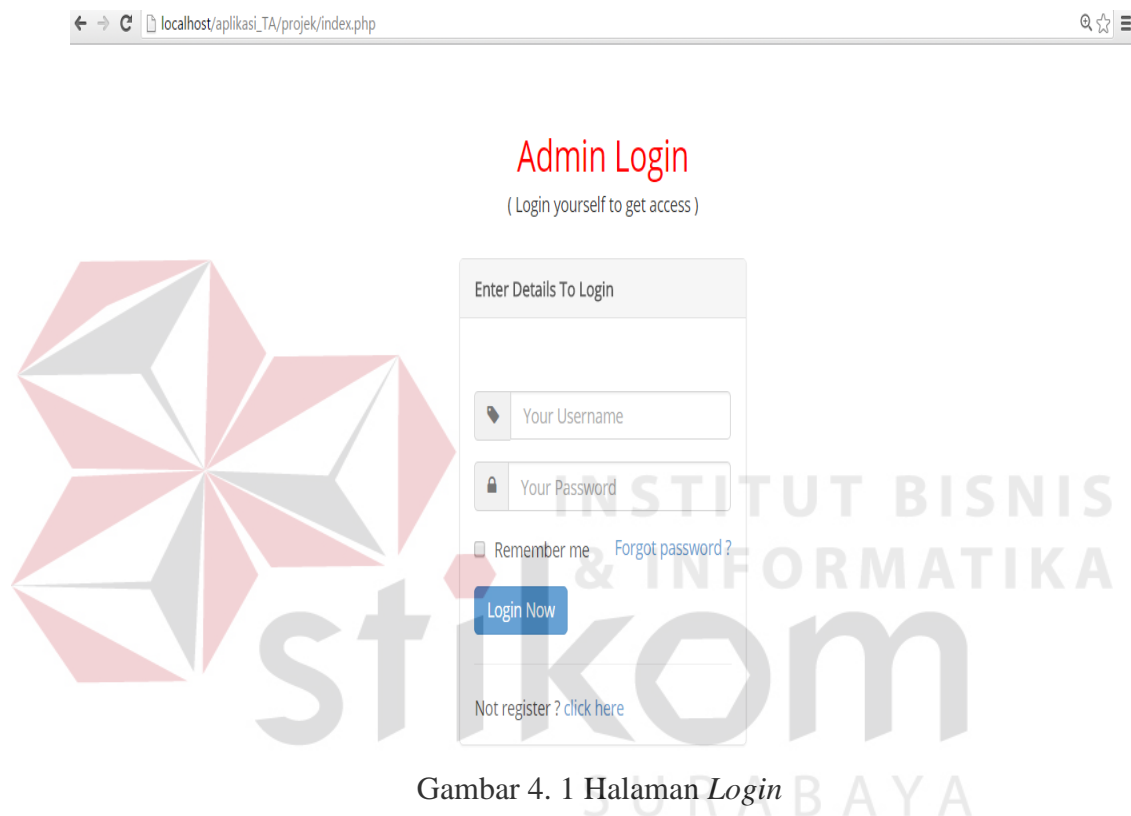 localhost/aplikasi_TA/projek/index.php
Admin Login
( Login yourself to get access )
Enter Details To Login
Your Username
Your Password
Remember me Forgot password ?
Login Now
Not register ? click here
INSTITUT BISNIS
& INFORMATIKA
stikom
SURABAYA
Gambar 4. 1 Halaman Login